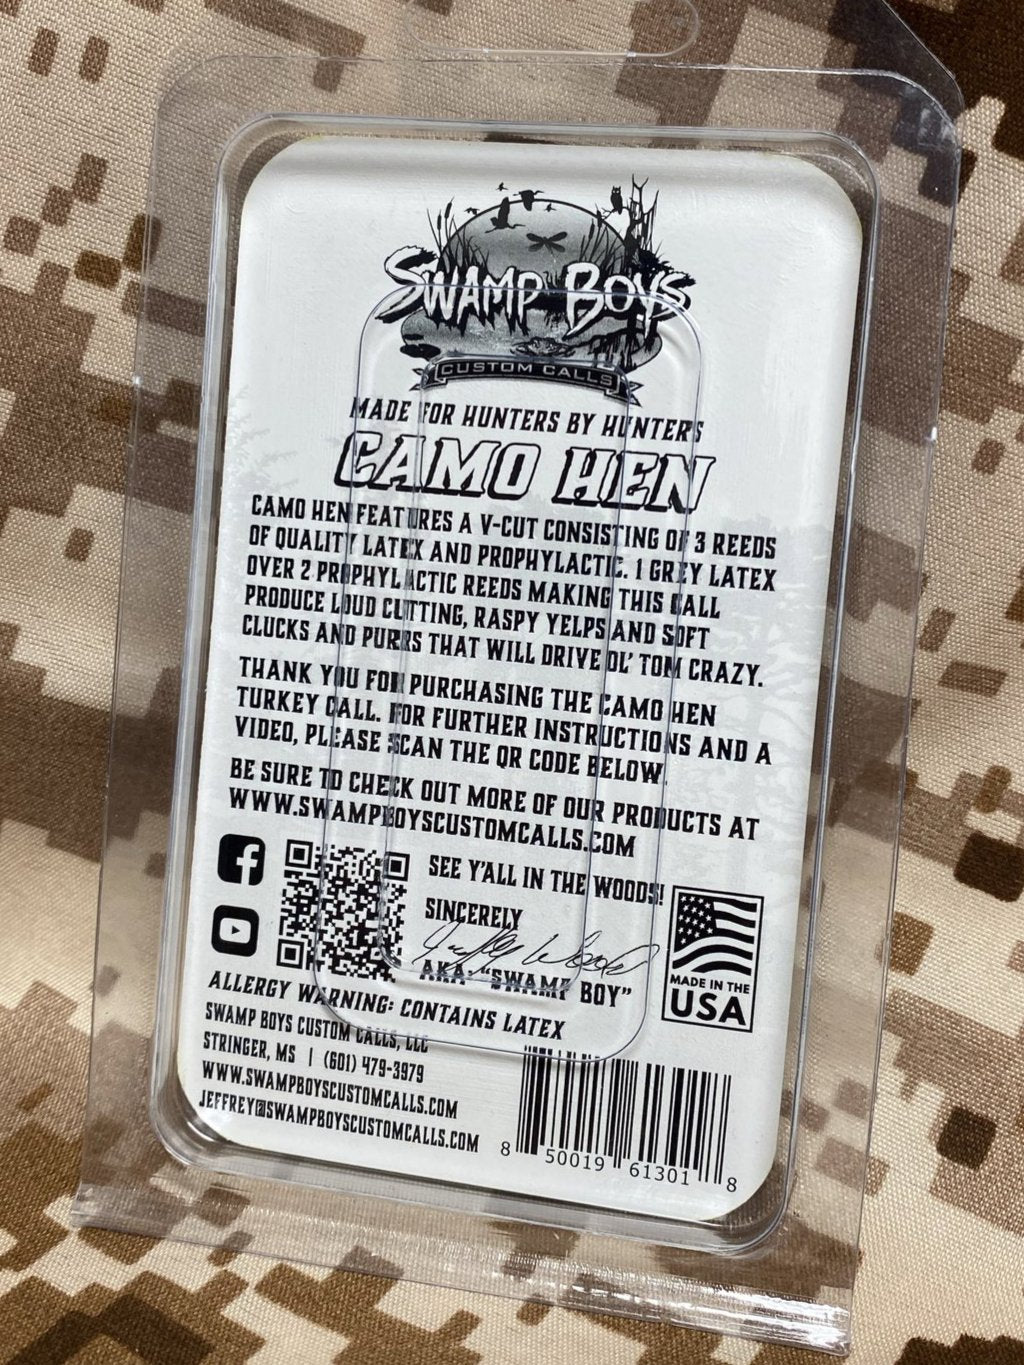 SWAMP BOYS
CUSTOM CALLS
MADE FOR HUNTERS BY HUNTERS
CAMO HEN
CAMO HEN FEATURES A V-CUT CONSISTING OF 3 REEDS
OF QUALITY LATEX AND PROPHYLACTIC. 1 GREY LATEX
OVER 2 PROPHYLACTIC REEDS MAKING THIS CALL
PRODUCE LOUD CUTTING, RASPY YELPS AND SOFT
CLUCKS AND PURRS THAT WILL DRIVE OL' TOM CRAZY.
THANK YOU FOR PURCHASING THE CAMO HEN
TURKEY CALL. FOR FURTHER INSTRUCTIONS AND A
VIDEO, PLEASE SCAN THE QR CODE BELOW.
BE SURE TO CHECK OUT MORE OF OUR PRODUCTS AT
WWW.SWAMPBOYSCUSTOMCALLS.COM
SEE Y'ALL IN THE WOODS!
SINCERELY
AKA: "SWAMP BOY"
MADE IN THE
USA
ALLERGY WARNING: CONTAINS LATEX
SWAMP BOYS CUSTOM CALLS, LLC
STRINGER, MS | (601) 479-3979
WWW.SWAMPBOYSCUSTOMCALLS.COM
JEFFREY@SWAMPBOYSCUSTOMCALLS.COM
8 50019 61301 8